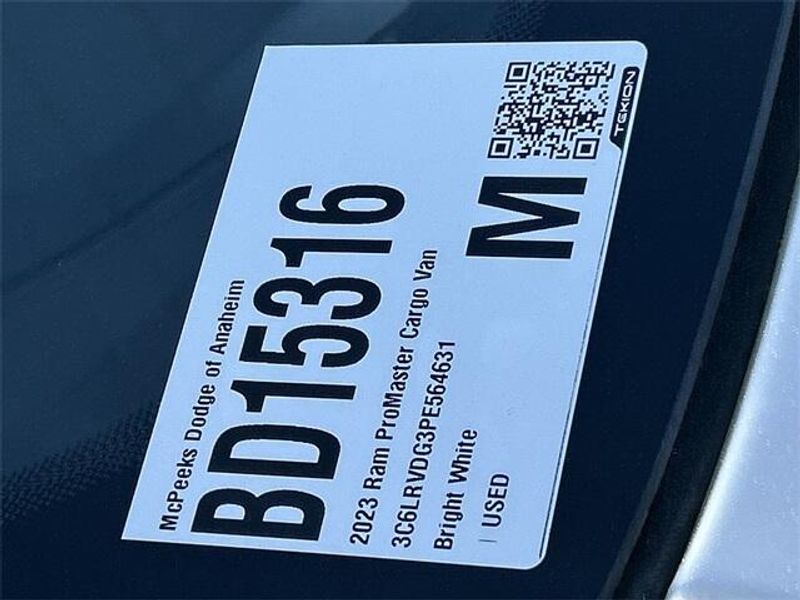 McPeeks Dodge of Anaheim
BD15316
2023 Ram ProMaster Cargo Van
3C6LRVDG3PE564631
Bright White
| USED
M
TEKION